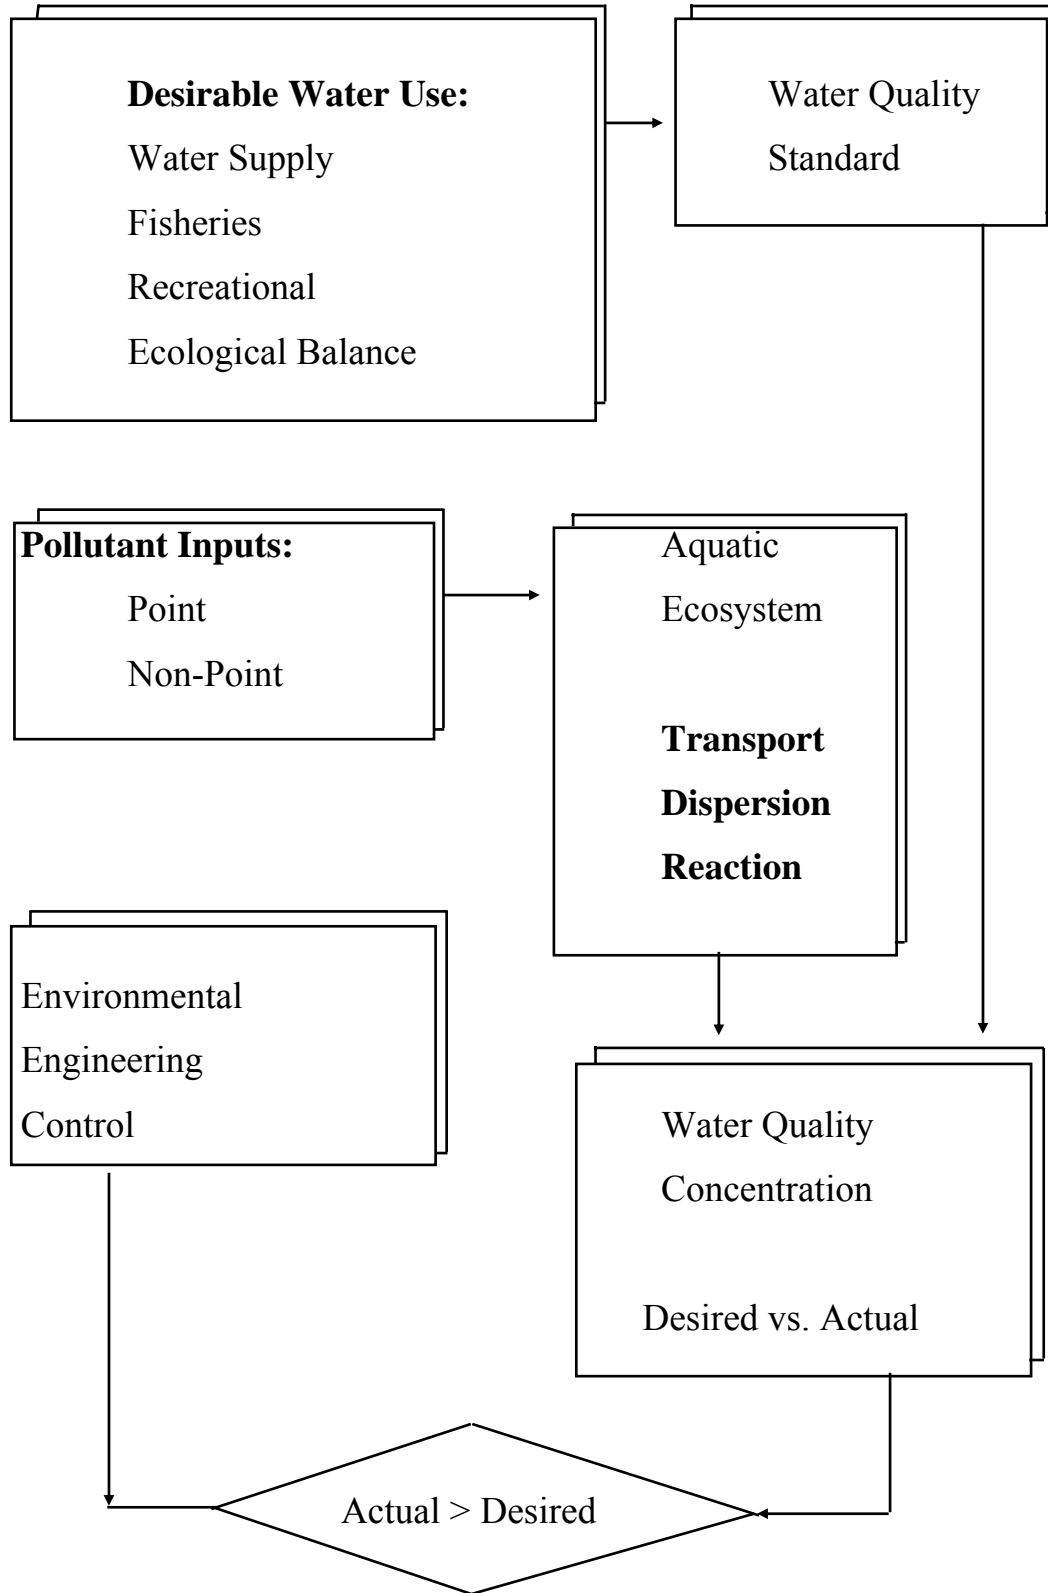 Desirable Water Use:
Water Supply
Fisheries
Recreational
Ecological Balance
Water Quality
Standard
Pollutant Inputs:
Point
Non-Point
Aquatic
Ecosystem
Transport
Dispersion
Reaction
Environmental
Engineering
Control
Water Quality
Concentration
Desired vs. Actual
Actual > Desired